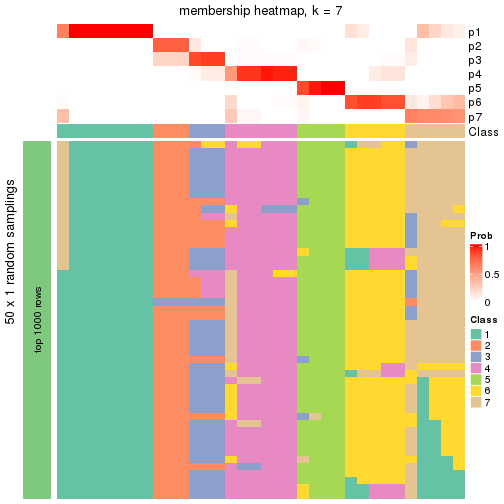 membership heatmap, k = 7
p1
p2
p3
p4
p5
p6
p7
Class
50 x 1 random samplings
top 1000 rows
Prob
1
0.5
0
Class
1
2
3
4
5
6
7